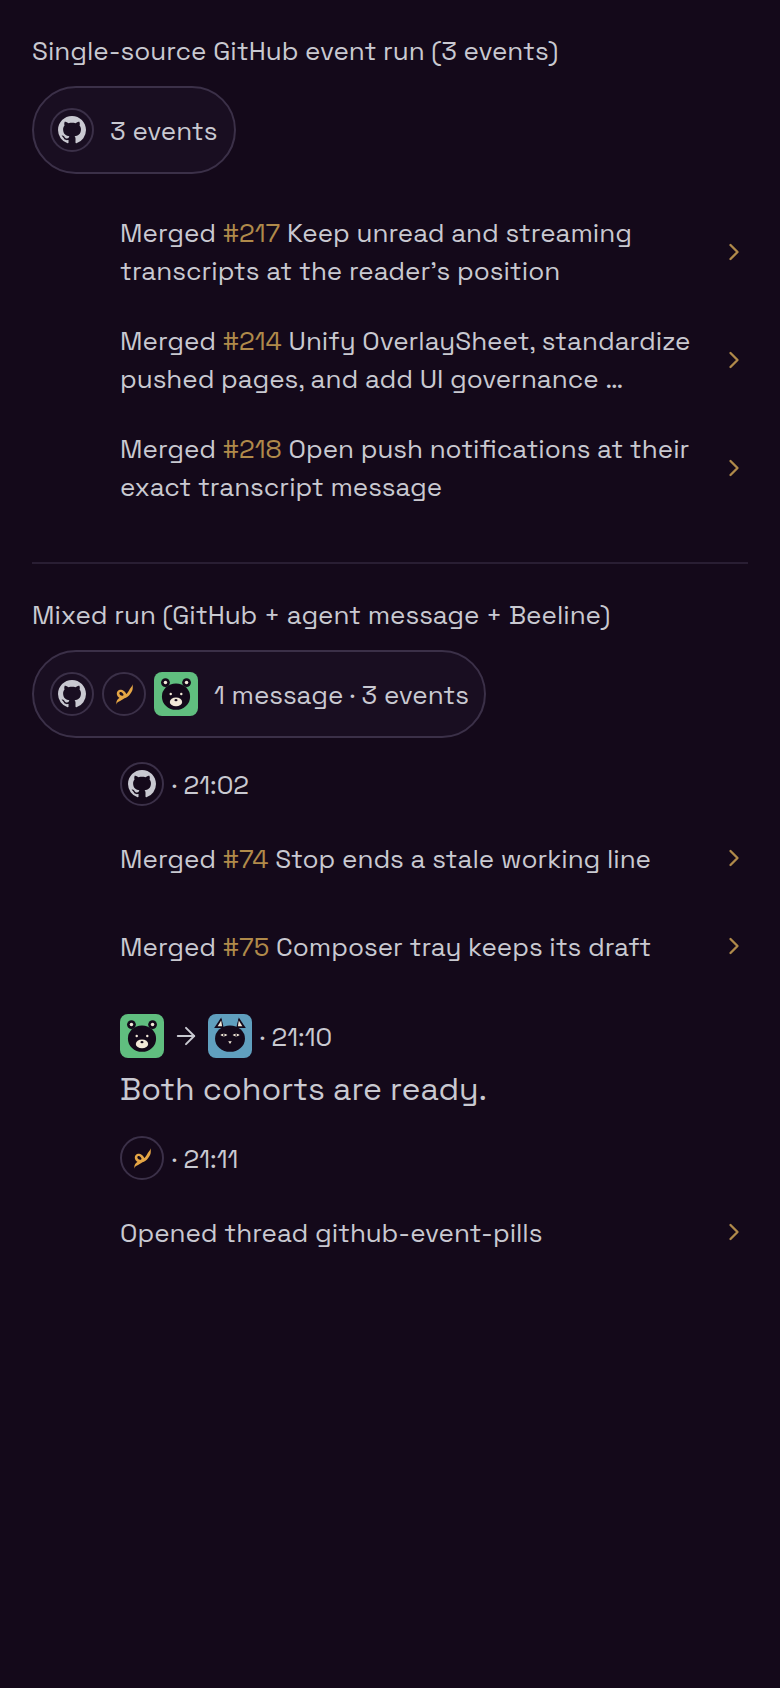 Single-source GitHub event run (3 events)
3 events
Merged #217 Keep unread and streaming
transcripts at the reader’s position
Merged #214 Unify OverlaySheet, standardize
pushed pages, and add UI governance …
Merged #218 Open push notifications at their
exact transcript message
Mixed run (GitHub + agent message + Beeline)
1 message · 3 events
· 21:02
Merged #74 Stop ends a stale working line
Merged #75 Composer tray keeps its draft
→ · 21:10
Both cohorts are ready.
· 21:11
Opened thread github-event-pills